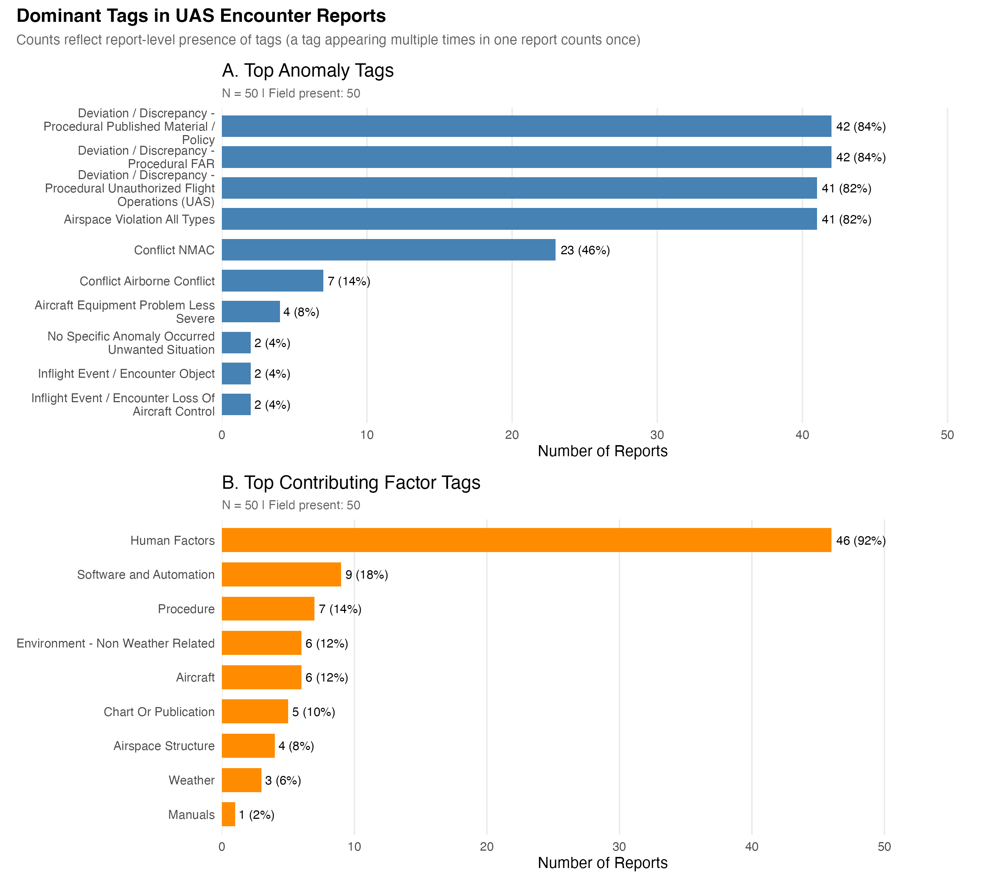 Dominant Tags in UAS Encounter Reports
Counts reflect report-level presence of tags (a tag appearing multiple times in one report counts once)
A. Top Anomaly Tags
N = 50 | Field present: 50
Deviation / Discrepancy -
Procedural Published Material /
Policy
42 (84%)
Deviation / Discrepancy -
Procedural FAR
42 (84%)
Deviation / Discrepancy -
Procedural Unauthorized Flight
Operations (UAS)
41 (82%)
Airspace Violation All Types
41 (82%)
Conflict NMAC
23 (46%)
Conflict Airborne Conflict
7 (14%)
Aircraft Equipment Problem Less
Severe
4 (8%)
No Specific Anomaly Occurred
Unwanted Situation
2 (4%)
Inflight Event / Encounter Object
2 (4%)
Inflight Event / Encounter Loss Of
Aircraft Control
2 (4%)
0 10 20 30 40 50
Number of Reports
B. Top Contributing Factor Tags
N = 50 | Field present: 50
Human Factors
46 (92%)
Software and Automation
9 (18%)
Procedure
7 (14%)
Environment - Non Weather Related
6 (12%)
Aircraft
6 (12%)
Chart Or Publication
5 (10%)
Airspace Structure
4 (8%)
Weather
3 (6%)
Manuals
1 (2%)
0 10 20 30 40 50
Number of Reports